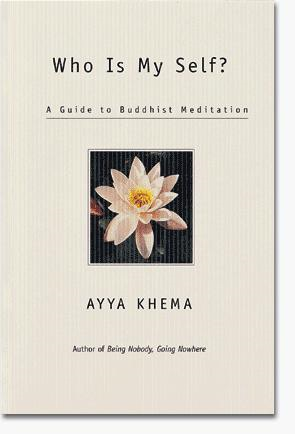 Who Is My Self?
A Guide to Buddhist Meditation
AYYA KHEMA
Author of Being Nobody, Going Nowhere